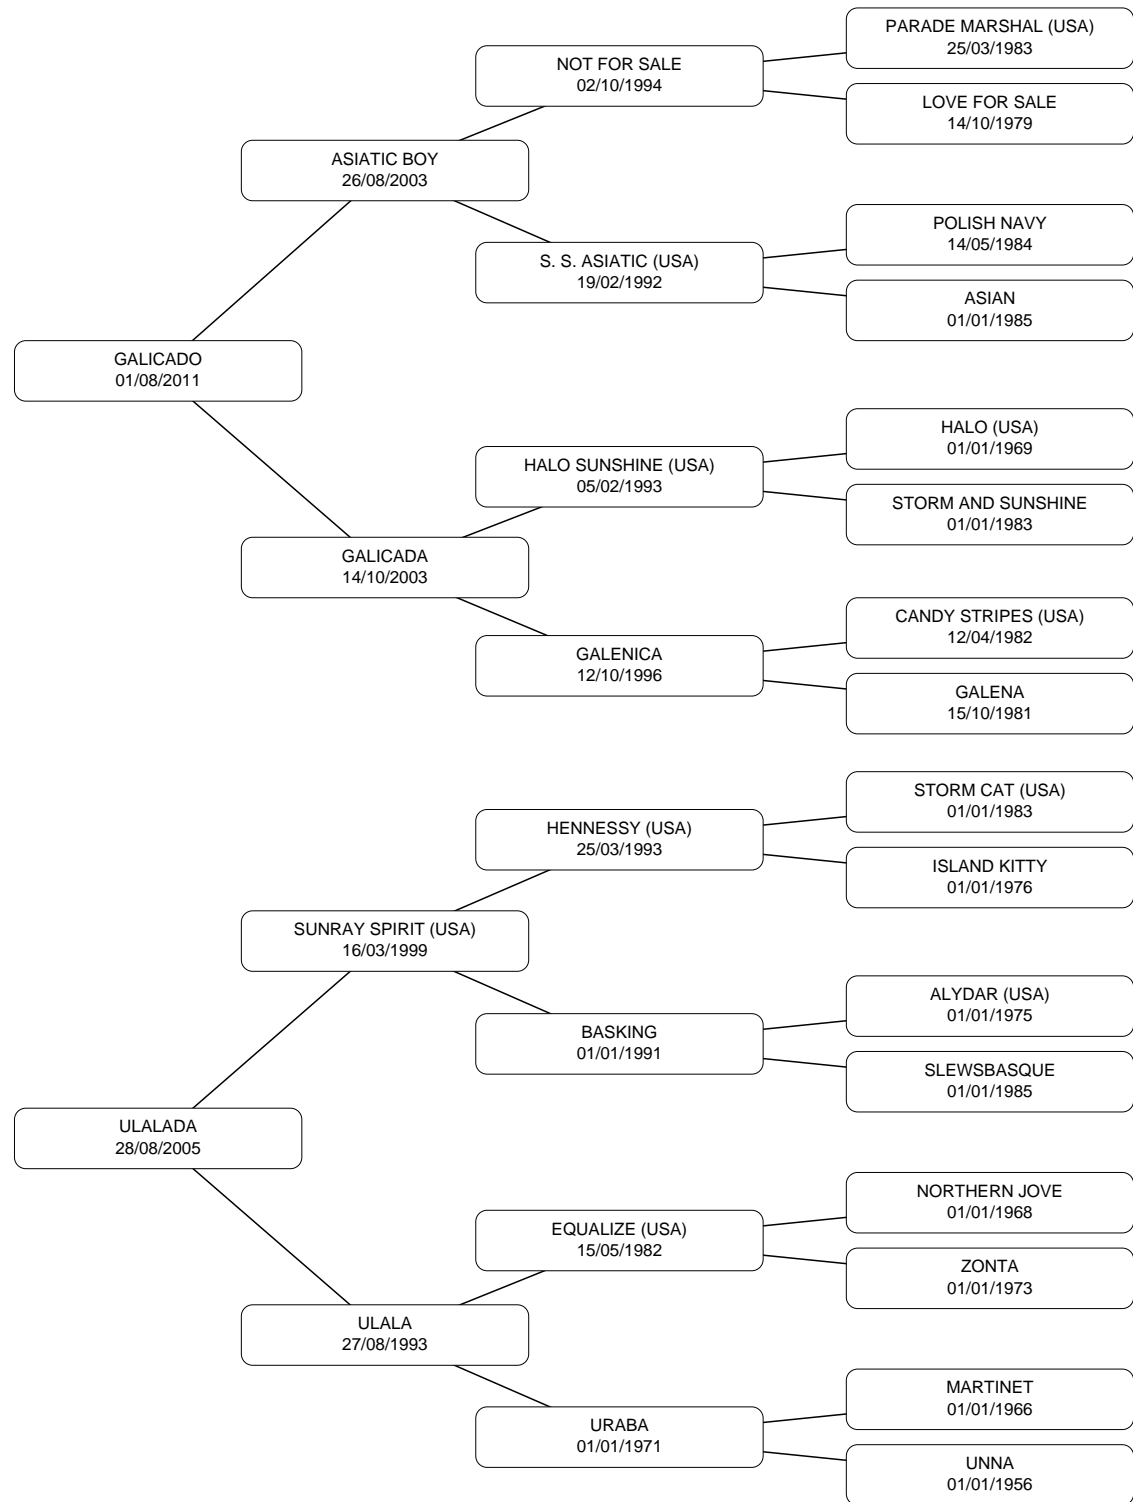 PARADE MARSHAL (USA)
25/03/1983
NOT FOR SALE
02/10/1994
LOVE FOR SALE
14/10/1979
ASIATIC BOY
26/08/2003
POLISH NAVY
14/05/1984
S. S. ASIATIC (USA)
19/02/1992
ASIAN
01/01/1985
GALICADO
01/08/2011
HALO (USA)
01/01/1969
HALO SUNSHINE (USA)
05/02/1993
STORM AND SUNSHINE
01/01/1983
GALICADA
14/10/2003
CANDY STRIPES (USA)
12/04/1982
GALENICA
12/10/1996
GALENA
15/10/1981
STORM CAT (USA)
01/01/1983
HENNESSY (USA)
25/03/1993
ISLAND KITTY
01/01/1976
SUNRAY SPIRIT (USA)
16/03/1999
ALYDAR (USA)
01/01/1975
BASKING
01/01/1991
SLEWSBASQUE
01/01/1985
ULALADA
28/08/2005
NORTHERN JOVE
01/01/1968
EQUALIZE (USA)
15/05/1982
ZONTA
01/01/1973
ULALA
27/08/1993
MARTINET
01/01/1966
URABA
01/01/1971
UNNA
01/01/1956